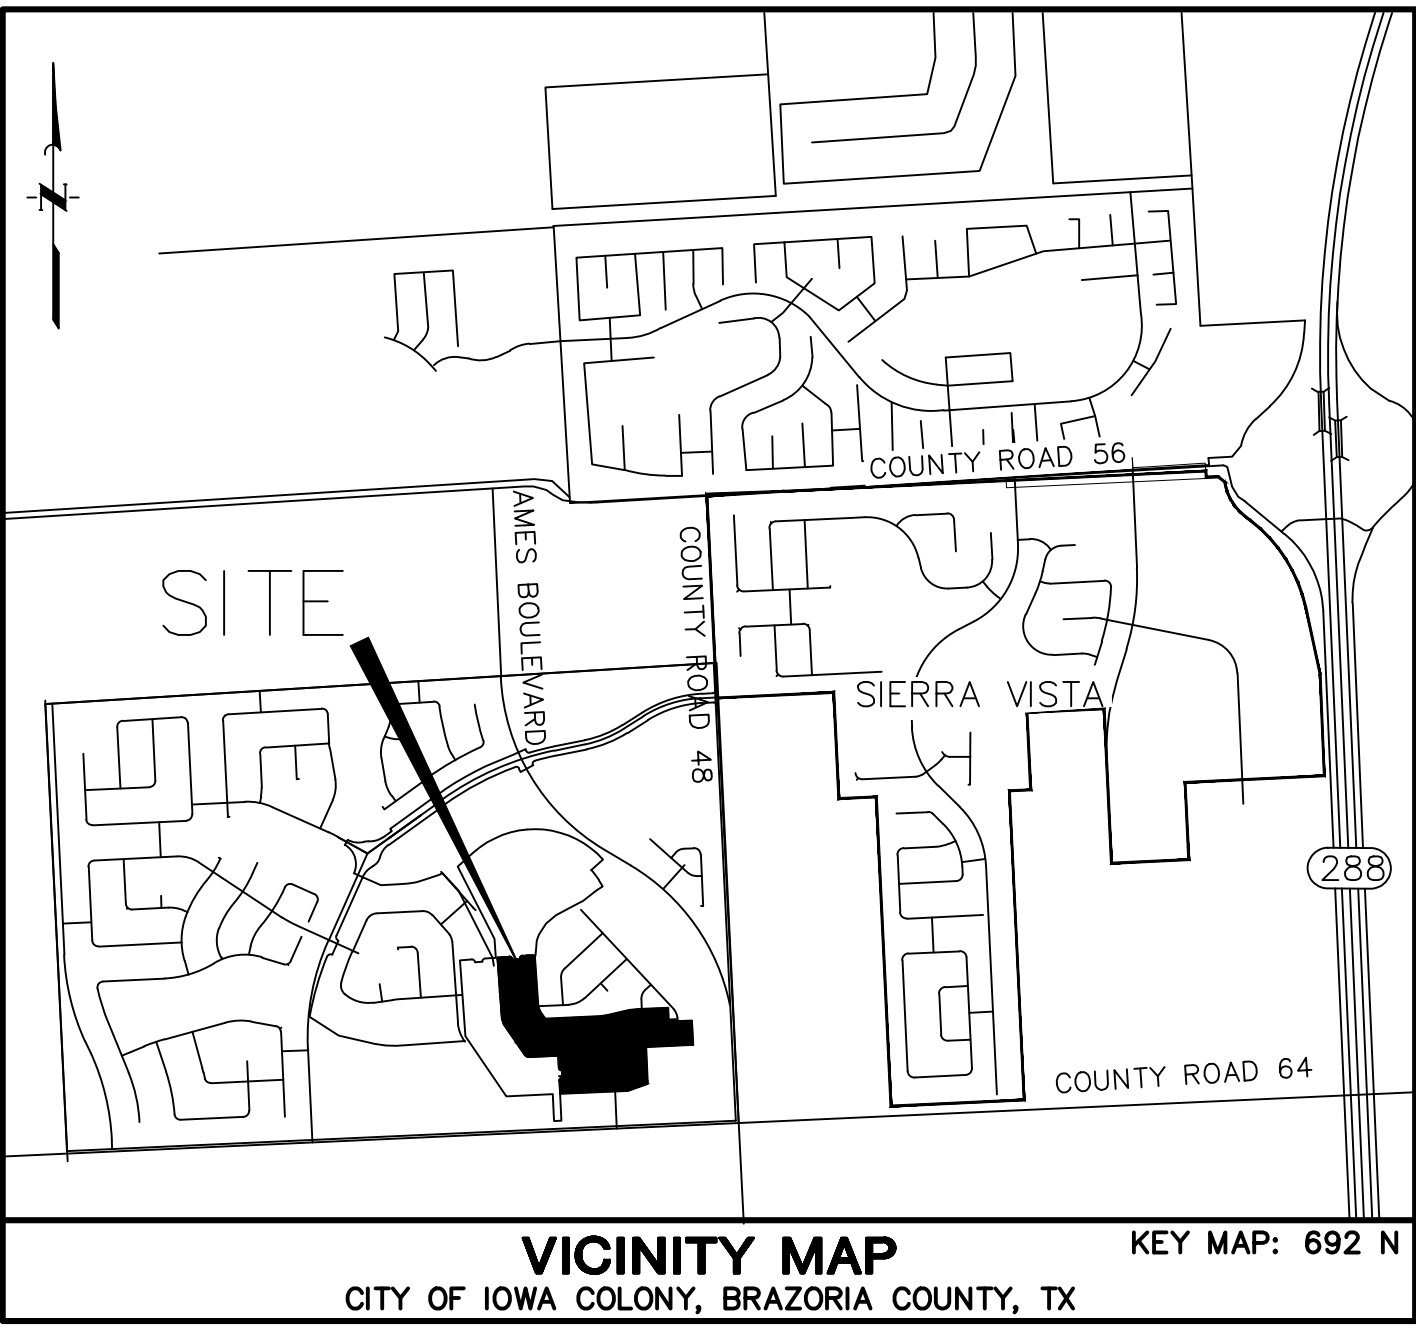 N
COUNTY ROAD 56
AMES BOULEVARD
COUNTY ROAD 48
SITE
SIERRA VISTA
288
COUNTY ROAD 64
VICINITY MAP
KEY MAP: 692 N
CITY OF IOWA COLONY, BRAZORIA COUNTY, TX